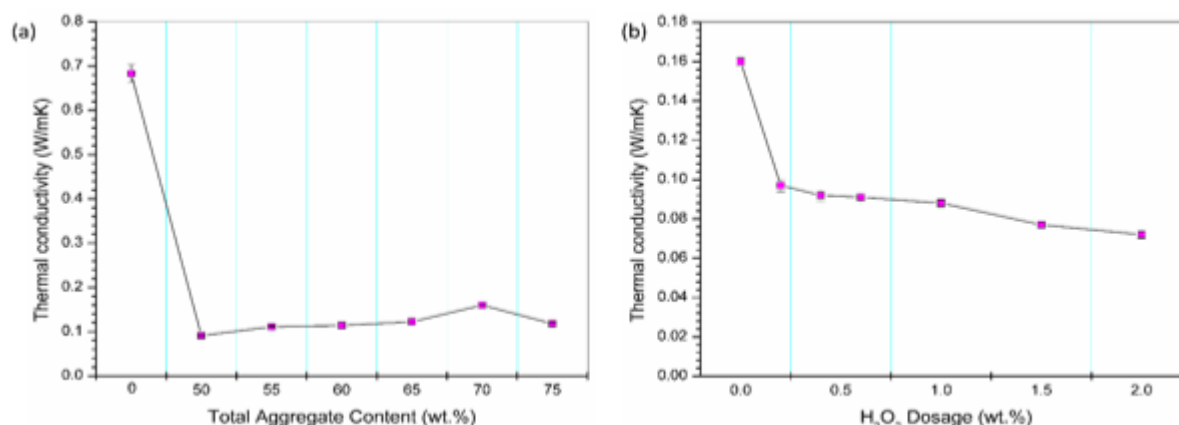 (a)
Thermal conductivity (W/mK)
0.8
0.7
0.6
0.5
0.4
0.3
0.2
0.1
0.0
0 50 55 60 65 70 75
Total Aggregate Content (wt.%)
(b)
Thermal conductivity (W/mK)
0.18
0.16
0.14
0.12
0.10
0.08
0.06
0.04
0.02
0.00
0.0 0.5 1.0 1.5 2.0
H₂O₂ Dosage (wt.%)